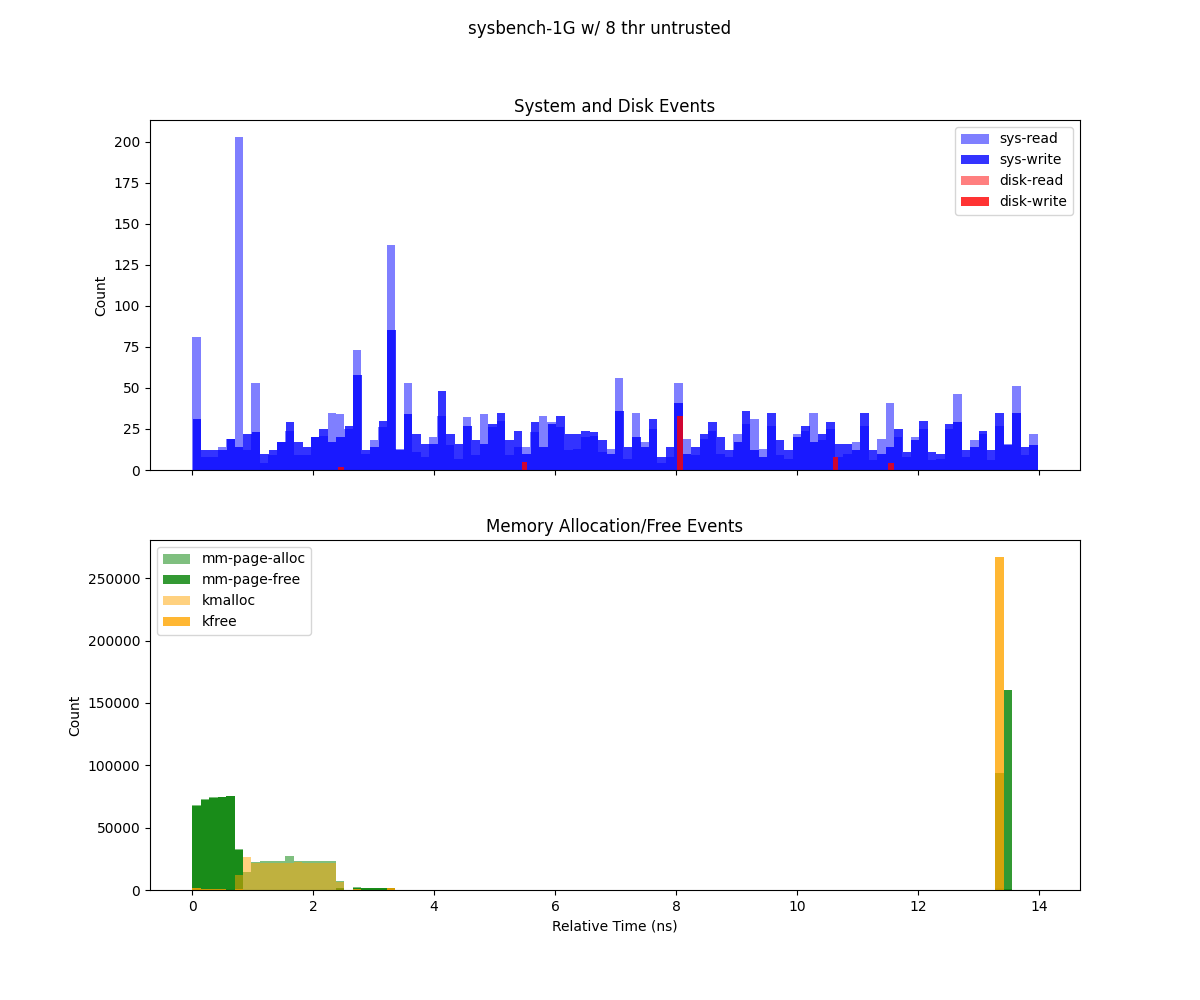 sysbench-1G w/ 8 thr untrusted
System and Disk Events
200
175
150
125
100
75
50
25
0
Count
sys-read
sys-write
disk-read
disk-write
Memory Allocation/Free Events
250000
200000
150000
100000
50000
0
Count
mm-page-alloc
mm-page-free
kmalloc
kfree
0 2 4 6 8 10 12 14
Relative Time (ns)